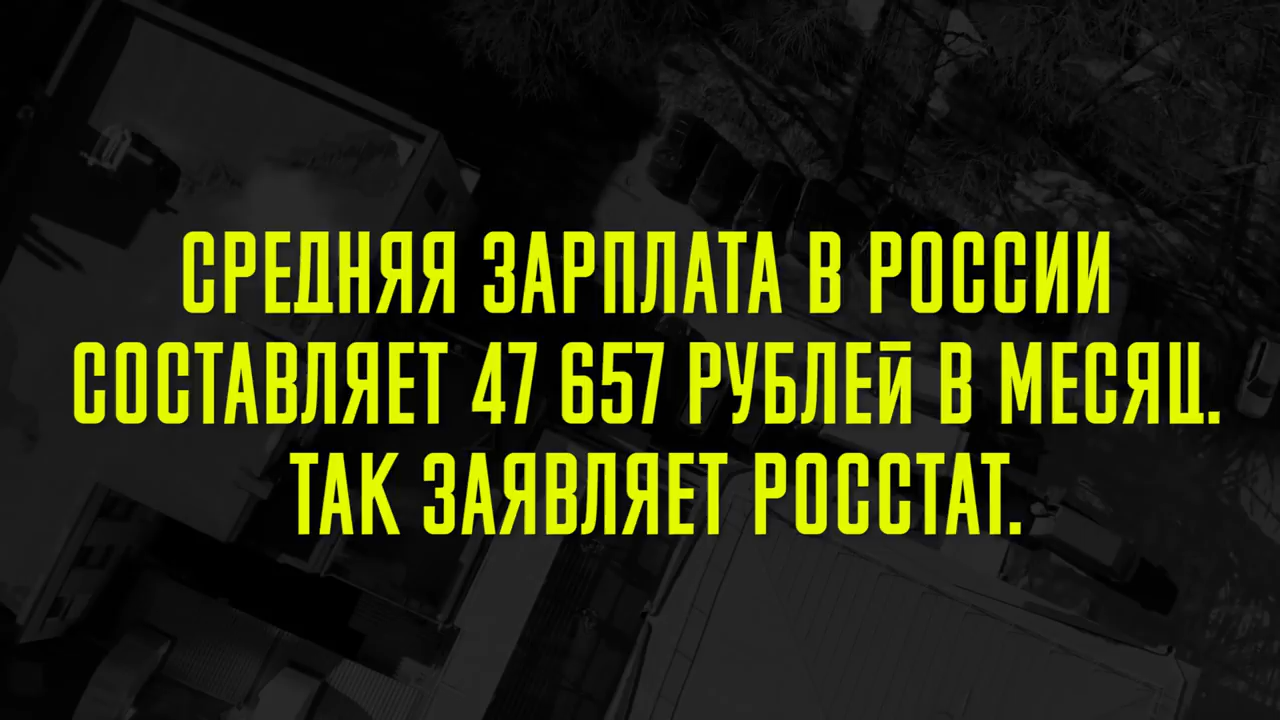 СРЕДНЯЯ ЗАРПЛАТА В РОССИИ
СОСТАВЛЯЕТ 47 657 РУБЛЕЙ В МЕСЯЦ.
ТАК ЗАЯВЛЯЕТ РОССТАТ.